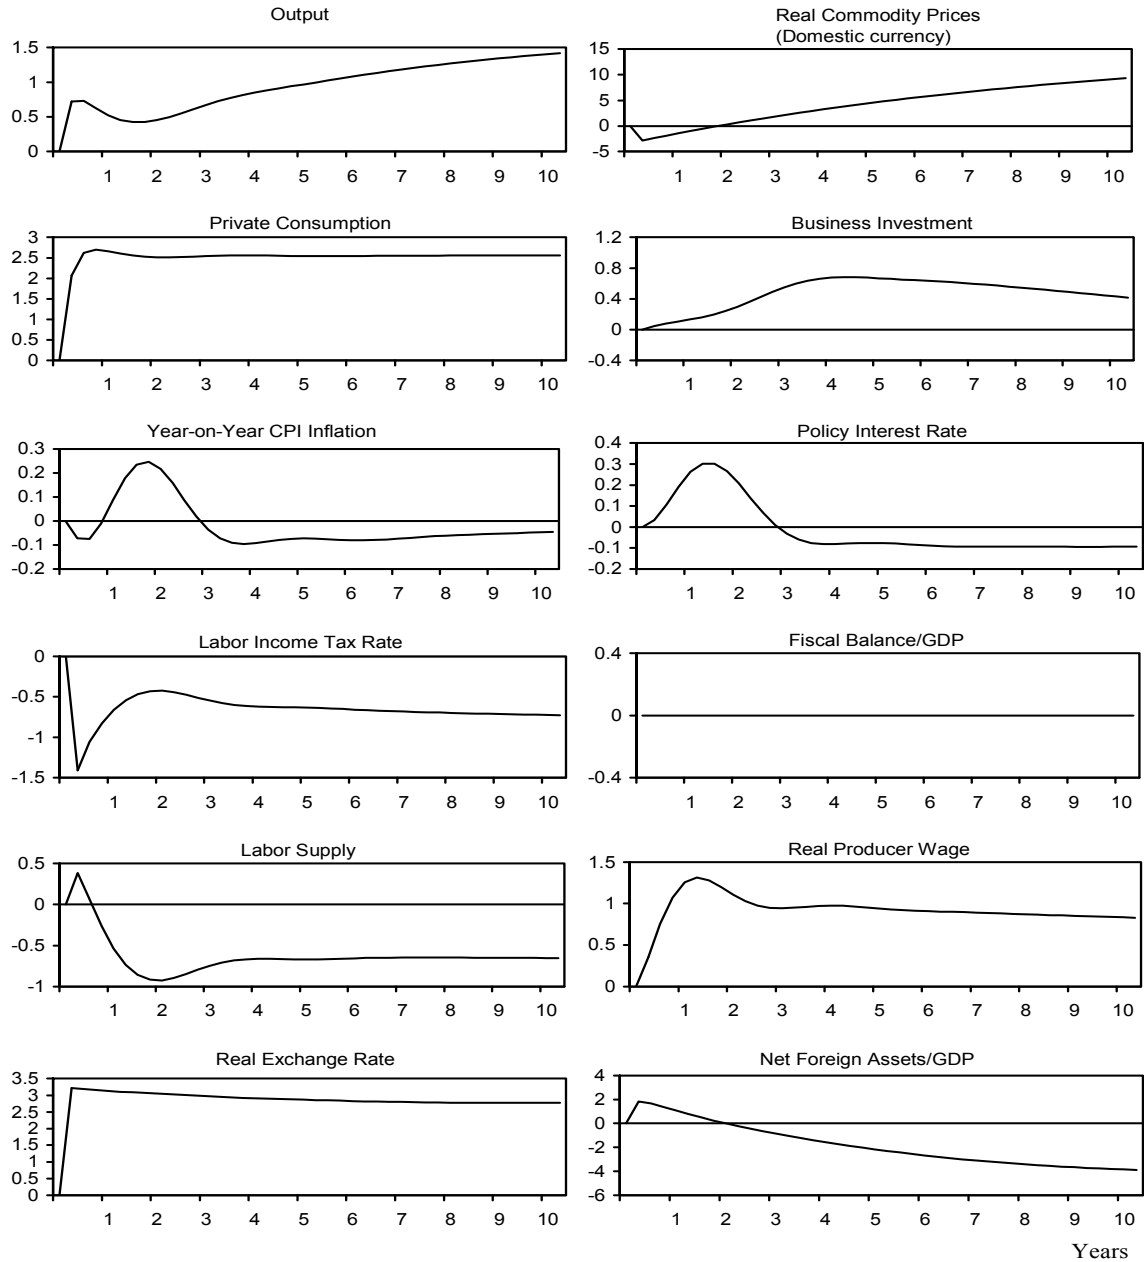 Output
1.5
1
0.5
0
1 2 3 4 5 6 7 8 9 10
Real Commodity Prices
(Domestic currency)
15
10
5
0
-5
1 2 3 4 5 6 7 8 9 10
Private Consumption
3
2.5
2
1.5
1
0.5
0
1 2 3 4 5 6 7 8 9 10
Business Investment
1.2
0.8
0.4
0
-0.4
1 2 3 4 5 6 7 8 9 10
Year-on-Year CPI Inflation
0.3
0.2
0.1
0
-0.1
-0.2
1 2 3 4 5 6 7 8 9 10
Policy Interest Rate
0.4
0.3
0.2
0.1
0
-0.1
-0.2
1 2 3 4 5 6 7 8 9 10
Labor Income Tax Rate
0
-0.5
-1
-1.5
1 2 3 4 5 6 7 8 9 10
Fiscal Balance/GDP
0.4
0
-0.4
1 2 3 4 5 6 7 8 9 10
Labor Supply
0.5
0
-0.5
-1
1 2 3 4 5 6 7 8 9 10
Real Producer Wage
1.5
1
0.5
0
1 2 3 4 5 6 7 8 9 10
Real Exchange Rate
3.5
3
2.5
2
1.5
1
0.5
0
1 2 3 4 5 6 7 8 9 10
Net Foreign Assets/GDP
4
2
0
-2
-4
-6
1 2 3 4 5 6 7 8 9 10
Years